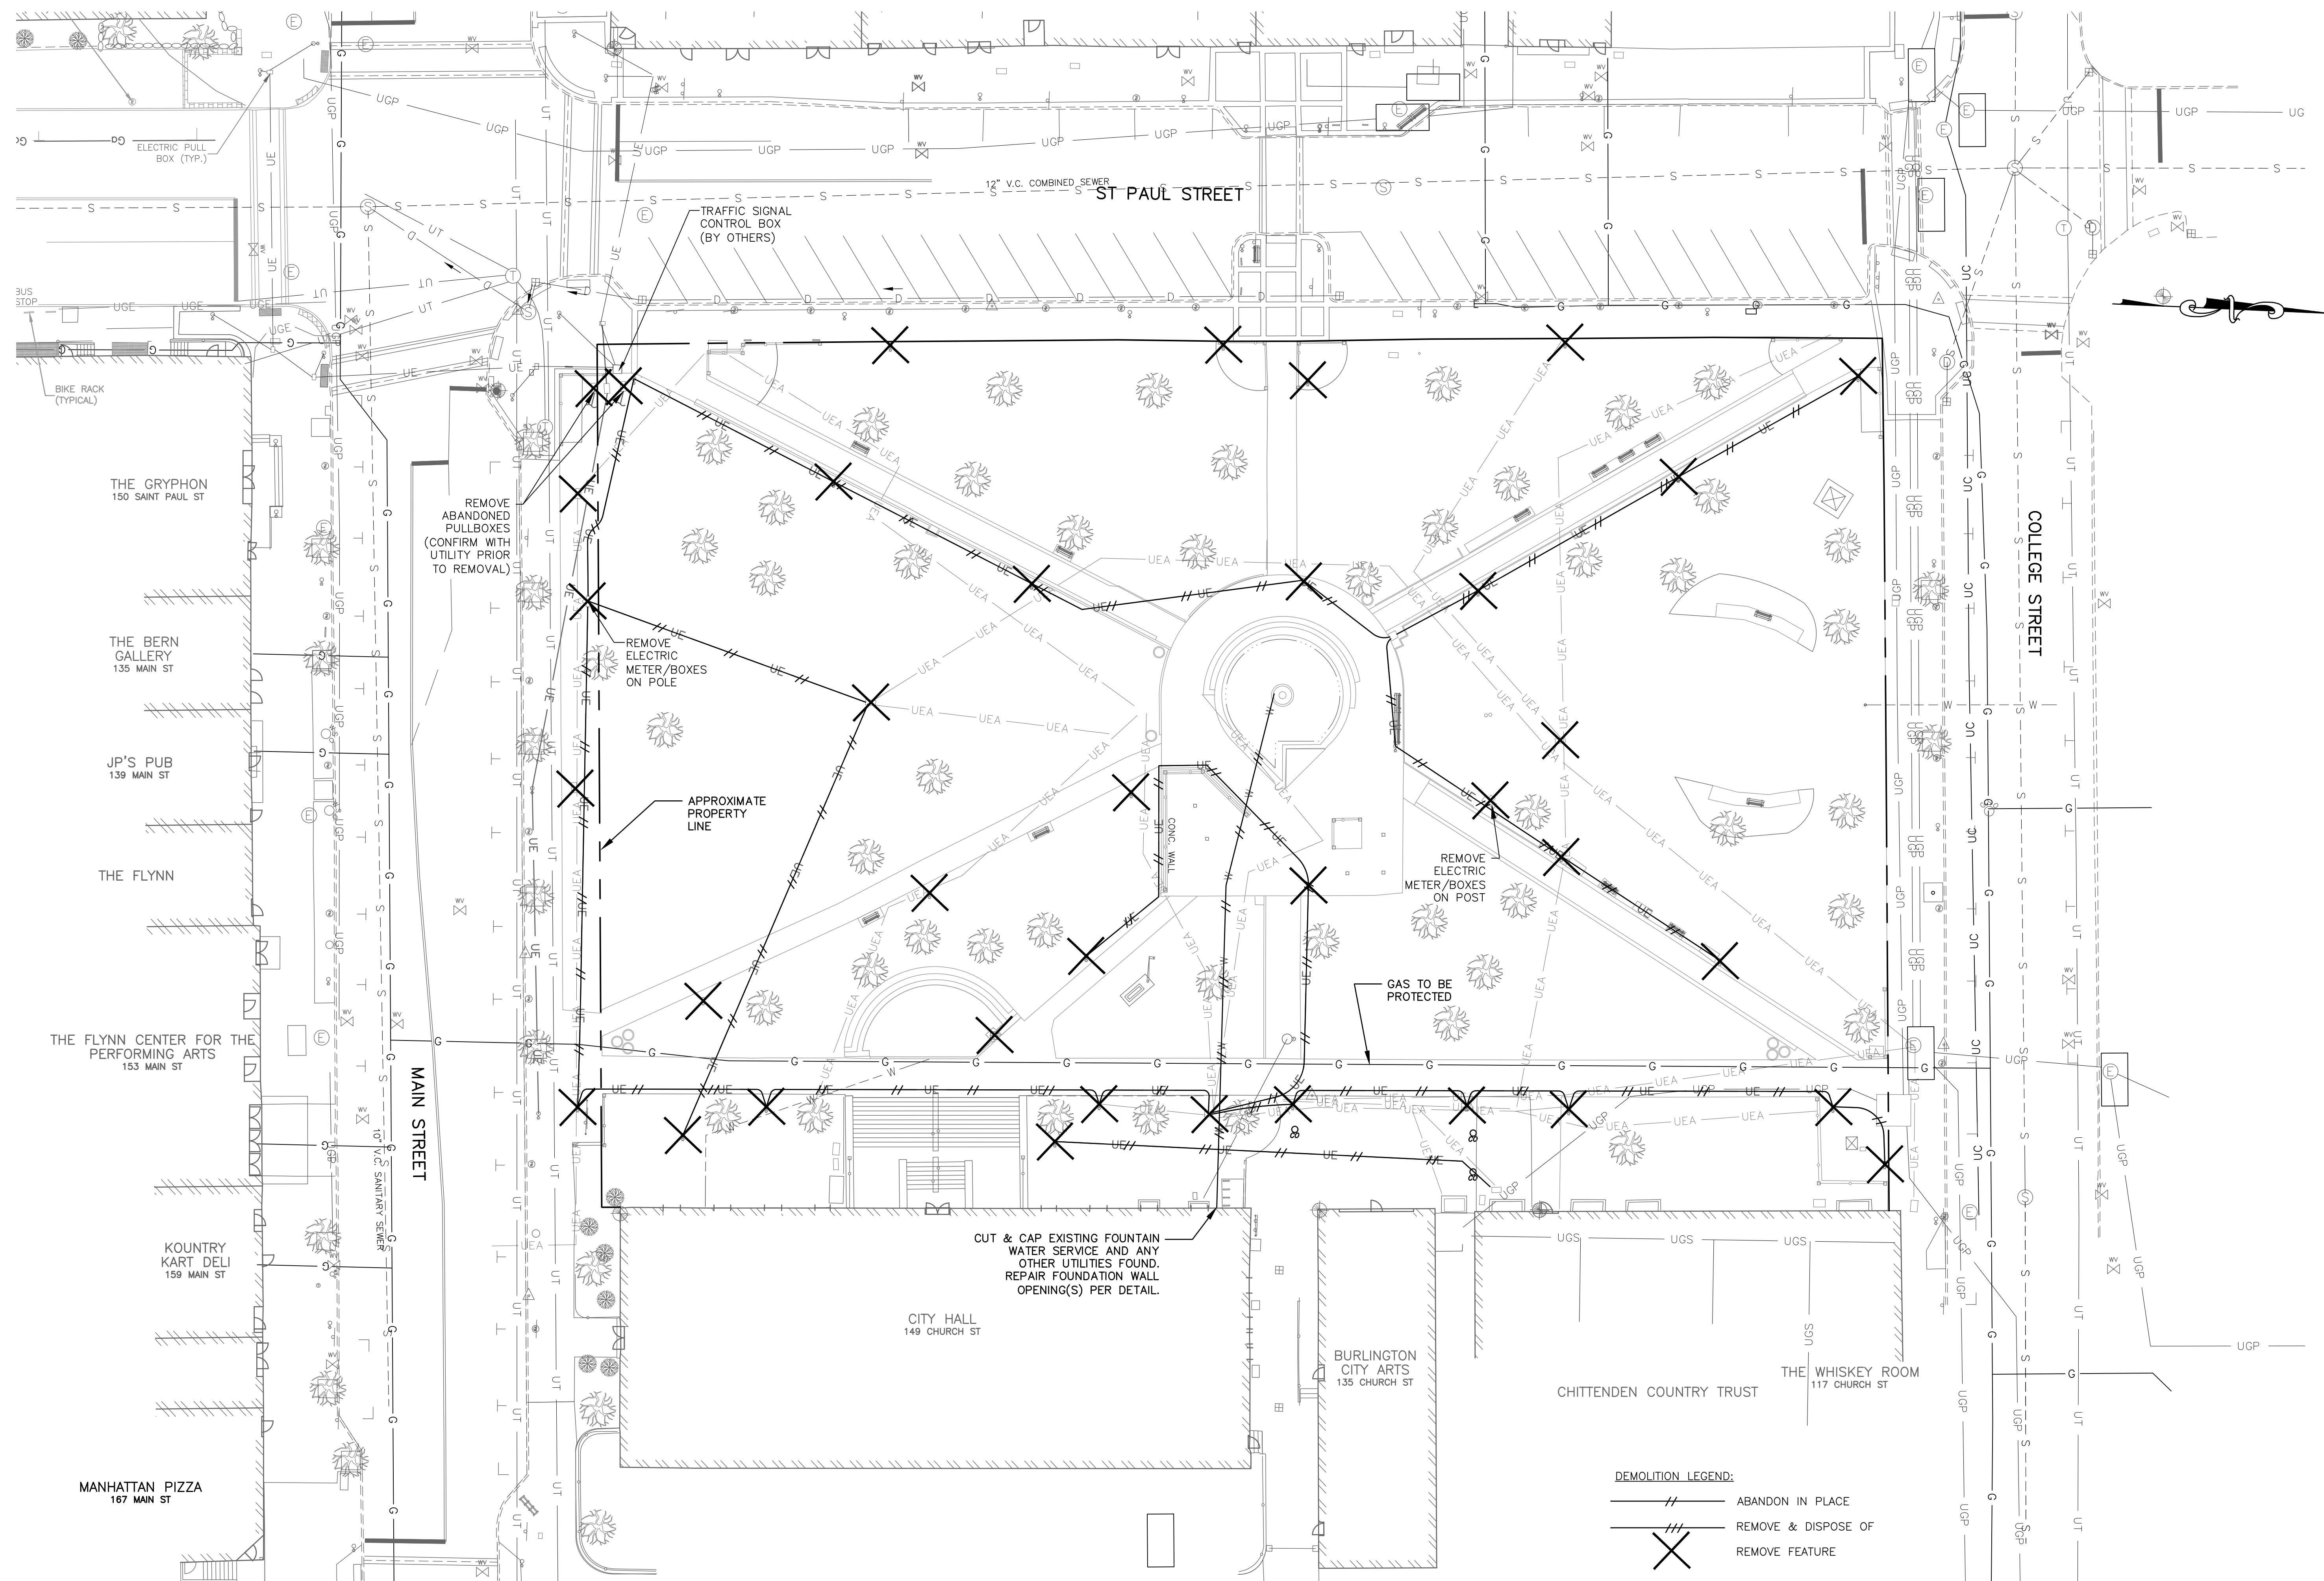 ELECTRIC PULL
BOX (TYP.)
12" V.C. COMBINED SEWER
ST PAUL STREET
TRAFFIC SIGNAL
CONTROL BOX
(BY OTHERS)
BUS
STOP
BIKE RACK
(TYPICAL)
THE GRYPHON
150 SAINT PAUL ST
REMOVE
ABANDONED
PULLBOXES
(CONFIRM WITH
UTILITY PRIOR
TO REMOVAL)
COLLEGE STREET
THE BERN
GALLERY
135 MAIN ST
REMOVE
ELECTRIC
METER/BOXES
ON POLE
JP'S PUB
139 MAIN ST
APPROXIMATE
PROPERTY
LINE
CONC. WALL
THE FLYNN
REMOVE
ELECTRIC
METER/BOXES
ON POST
GAS TO BE
PROTECTED
THE FLYNN CENTER FOR THE
PERFORMING ARTS
153 MAIN ST
MAIN STREET
10" V.C. SANITARY SEWER
KOUNTRY
KART DELI
159 MAIN ST
CUT & CAP EXISTING FOUNTAIN
WATER SERVICE AND ANY
OTHER UTILITIES FOUND.
REPAIR FOUNDATION WALL
OPENING(S) PER DETAIL.
CITY HALL
149 CHURCH ST
BURLINGTON
CITY ARTS
135 CHURCH ST
CHITTENDEN COUNTRY TRUST
THE WHISKEY ROOM
117 CHURCH ST
MANHATTAN PIZZA
167 MAIN ST
DEMOLITION LEGEND:
ABANDON IN PLACE
REMOVE & DISPOSE OF
REMOVE FEATURE